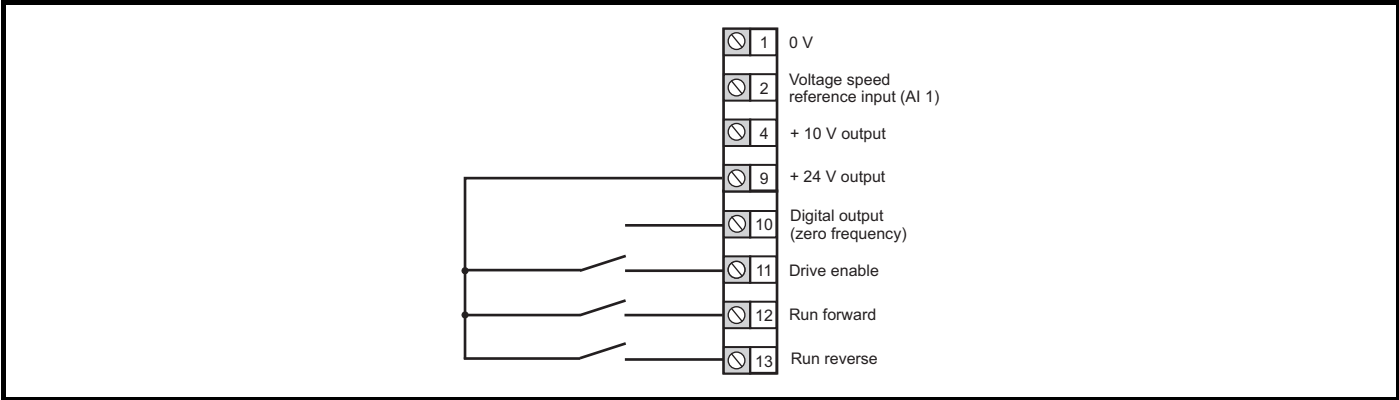 1 0 V
2 Voltage speed
reference input (AI 1)
4 + 10 V output
9 + 24 V output
10 Digital output
(zero frequency)
11 Drive enable
12 Run forward
13 Run reverse